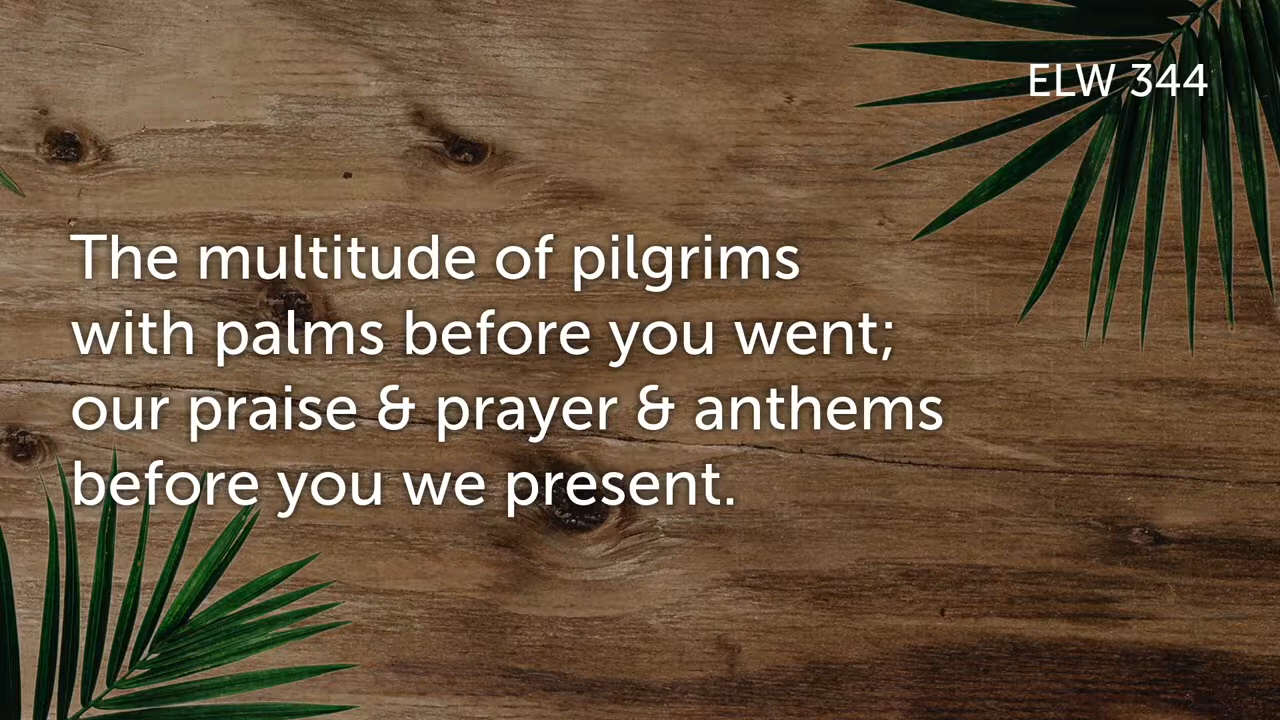 ELW 344
The multitude of pilgrims
with palms before you went;
our praise & prayer & anthems
before you we present.